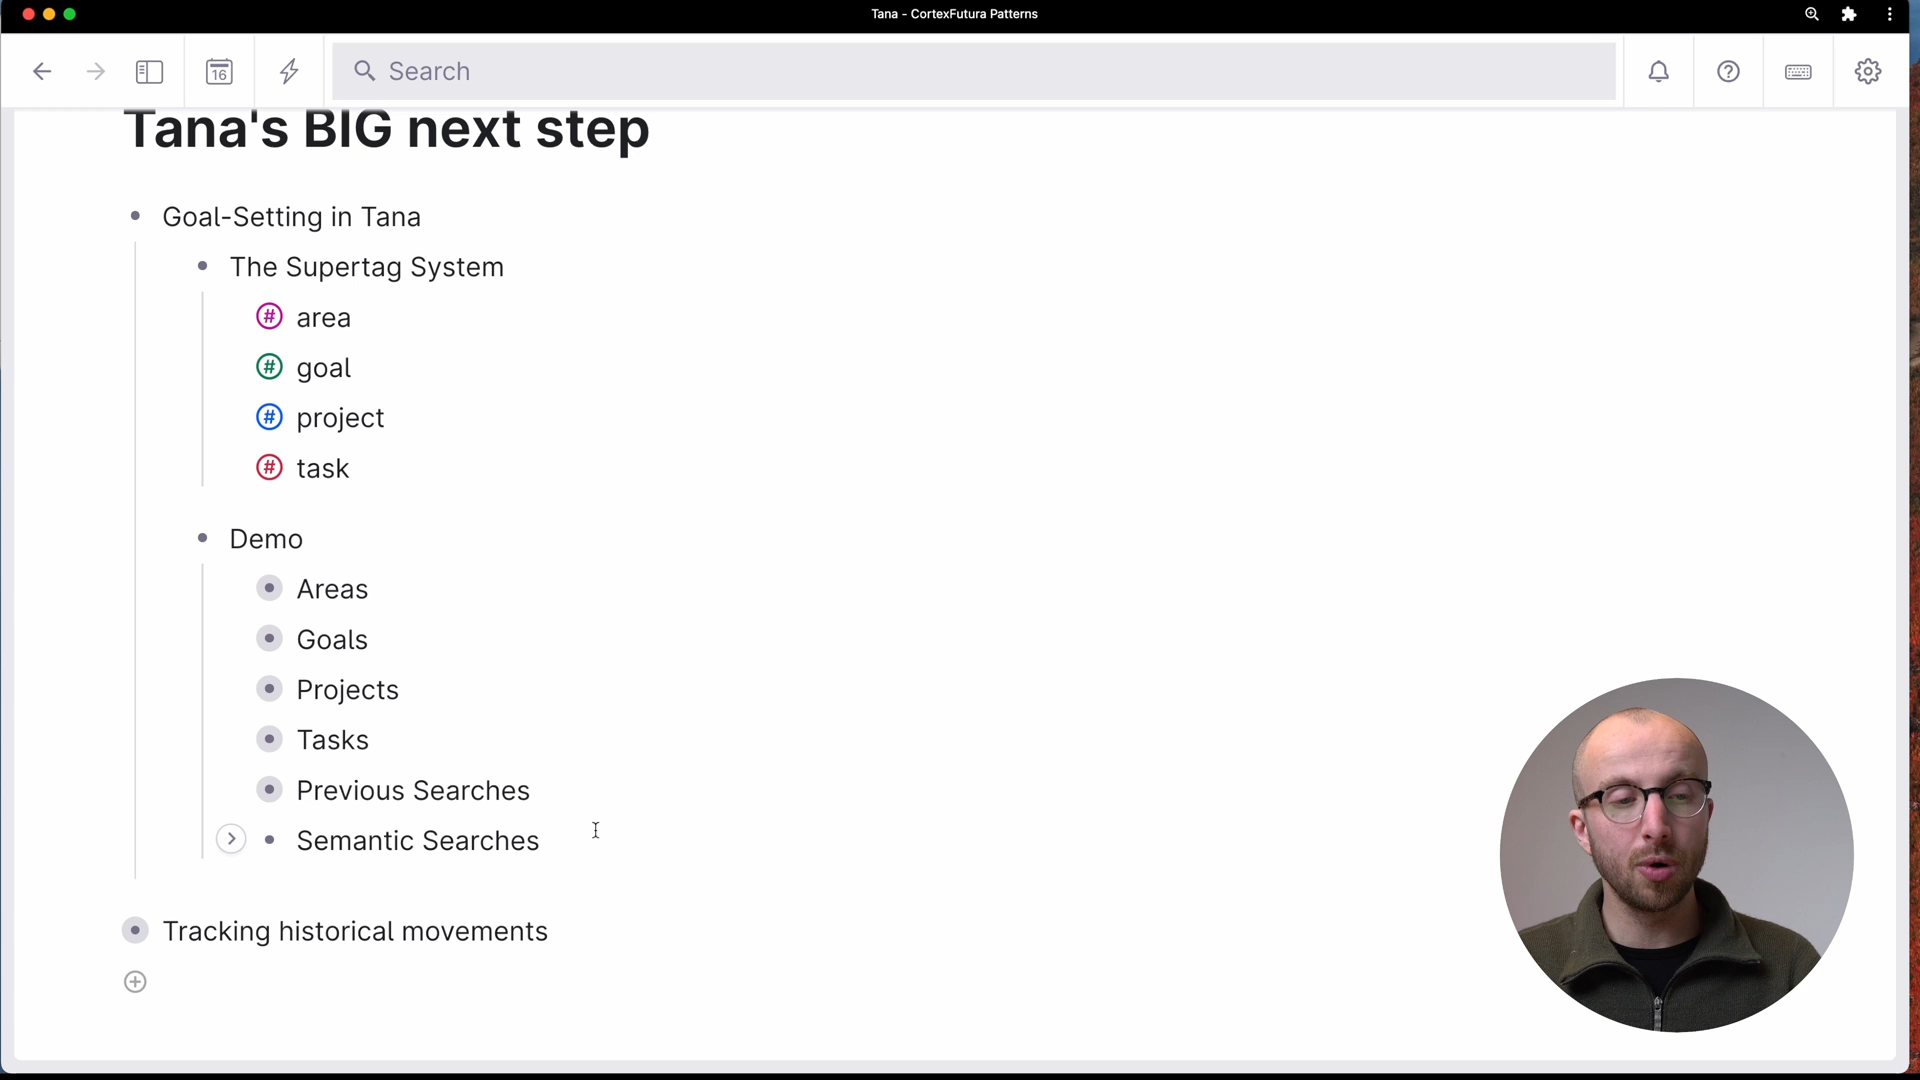 Tana - CortexFutura Patterns
16
Search
Tana's BIG next step
Goal-Setting in Tana
The Supertag System
# area
# goal
# project
# task
Demo
Areas
Goals
Projects
Tasks
Previous Searches
Semantic Searches
Tracking historical movements